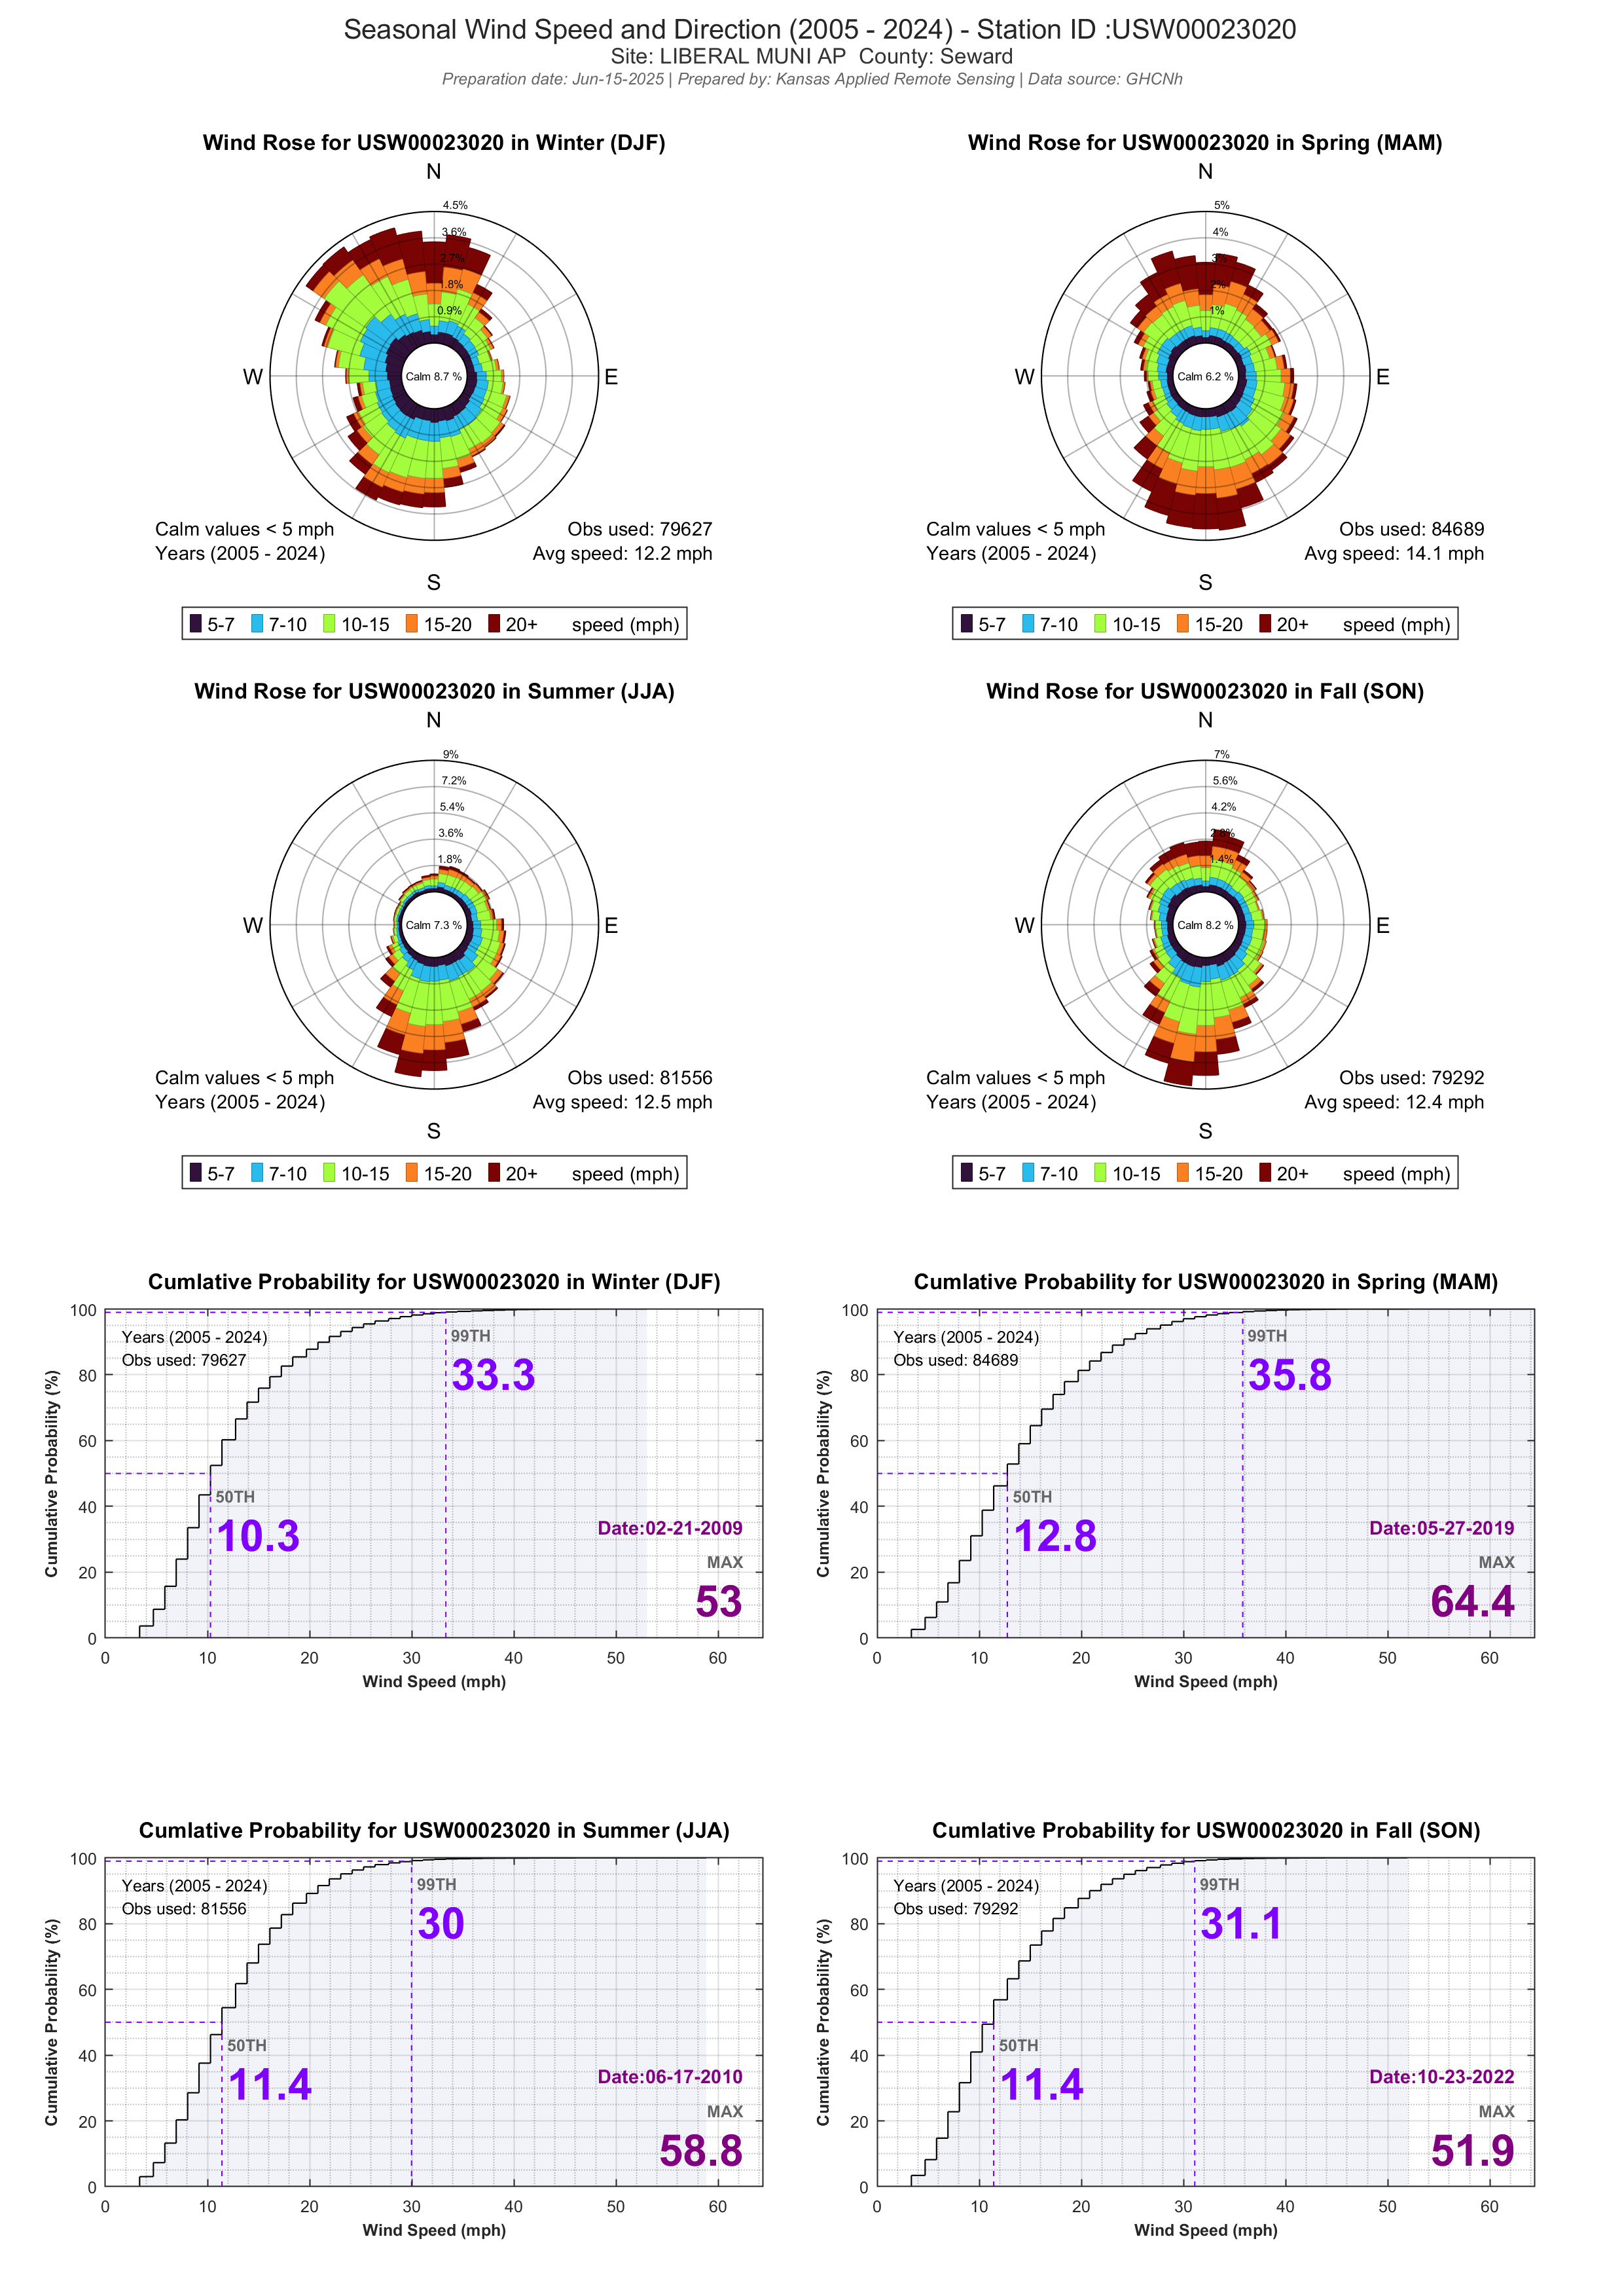 Seasonal Wind Speed and Direction (2005 - 2024) - Station ID :USW00023020
Site: LIBERAL MUNI AP  County: Seward
Preparation date: Jun-15-2025 | Prepared by: Kansas Applied Remote Sensing | Data source: GHCNh
Wind Rose for USW00023020 in Winter (DJF)
N
4.5%
3.6%
2.7%
1.8%
0.9%
W
Calm 8.7 %
E
Calm values < 5 mph
Years (2005 - 2024)
Obs used: 79627
Avg speed: 12.2 mph
S
5-7 7-10 10-15 15-20 20+ speed (mph)
Wind Rose for USW00023020 in Spring (MAM)
N
5%
4%
3%
2%
1%
W
Calm 6.2 %
E
Calm values < 5 mph
Years (2005 - 2024)
Obs used: 84689
Avg speed: 14.1 mph
S
5-7 7-10 10-15 15-20 20+ speed (mph)
Wind Rose for USW00023020 in Summer (JJA)
N
9%
7.2%
5.4%
3.6%
1.8%
W
Calm 7.3 %
E
Calm values < 5 mph
Years (2005 - 2024)
Obs used: 81556
Avg speed: 12.5 mph
S
5-7 7-10 10-15 15-20 20+ speed (mph)
Wind Rose for USW00023020 in Fall (SON)
N
7%
5.6%
4.2%
2.8%
1.4%
W
Calm 8.2 %
E
Calm values < 5 mph
Years (2005 - 2024)
Obs used: 79292
Avg speed: 12.4 mph
S
5-7 7-10 10-15 15-20 20+ speed (mph)
Cumlative Probability for USW00023020 in Winter (DJF)
Cumulative Probability (%)
100
80
60
40
20
0
Years (2005 - 2024)
Obs used: 79627
99TH
33.3
50TH
10.3
Date:02-21-2009
MAX
53
0 10 20 30 40 50 60
Wind Speed (mph)
Cumlative Probability for USW00023020 in Spring (MAM)
Cumulative Probability (%)
100
80
60
40
20
0
Years (2005 - 2024)
Obs used: 84689
99TH
35.8
50TH
12.8
Date:05-27-2019
MAX
64.4
0 10 20 30 40 50 60
Wind Speed (mph)
Cumlative Probability for USW00023020 in Summer (JJA)
Cumulative Probability (%)
100
80
60
40
20
0
Years (2005 - 2024)
Obs used: 81556
99TH
30
50TH
11.4
Date:06-17-2010
MAX
58.8
0 10 20 30 40 50 60
Wind Speed (mph)
Cumlative Probability for USW00023020 in Fall (SON)
Cumulative Probability (%)
100
80
60
40
20
0
Years (2005 - 2024)
Obs used: 79292
99TH
31.1
50TH
11.4
Date:10-23-2022
MAX
51.9
0 10 20 30 40 50 60
Wind Speed (mph)